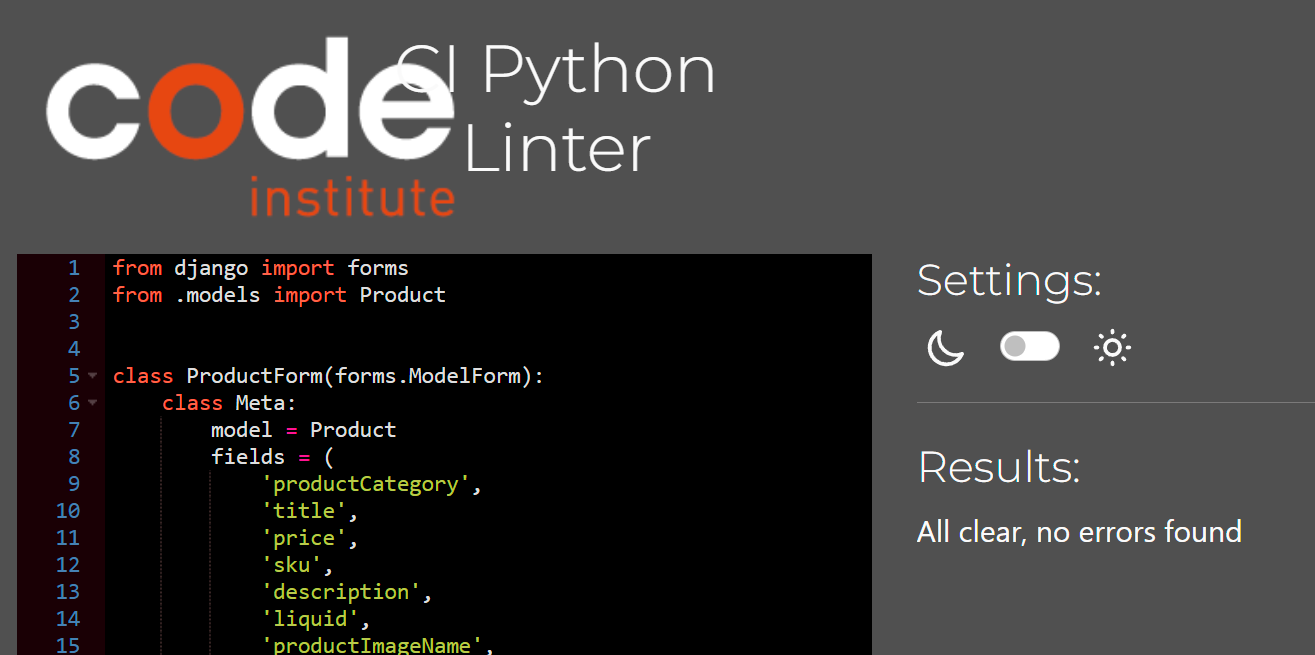 code
institute
CI Python
Linter
1 from django import forms
2 from .models import Product
3
4
5 class ProductForm(forms.ModelForm):
6     class Meta:
7         model = Product
8         fields = (
9             'productCategory',
10             'title',
11             'price',
12             'sku',
13             'description',
14             'liquid',
15             'productImageName',
Settings:
Results:
All clear, no errors found